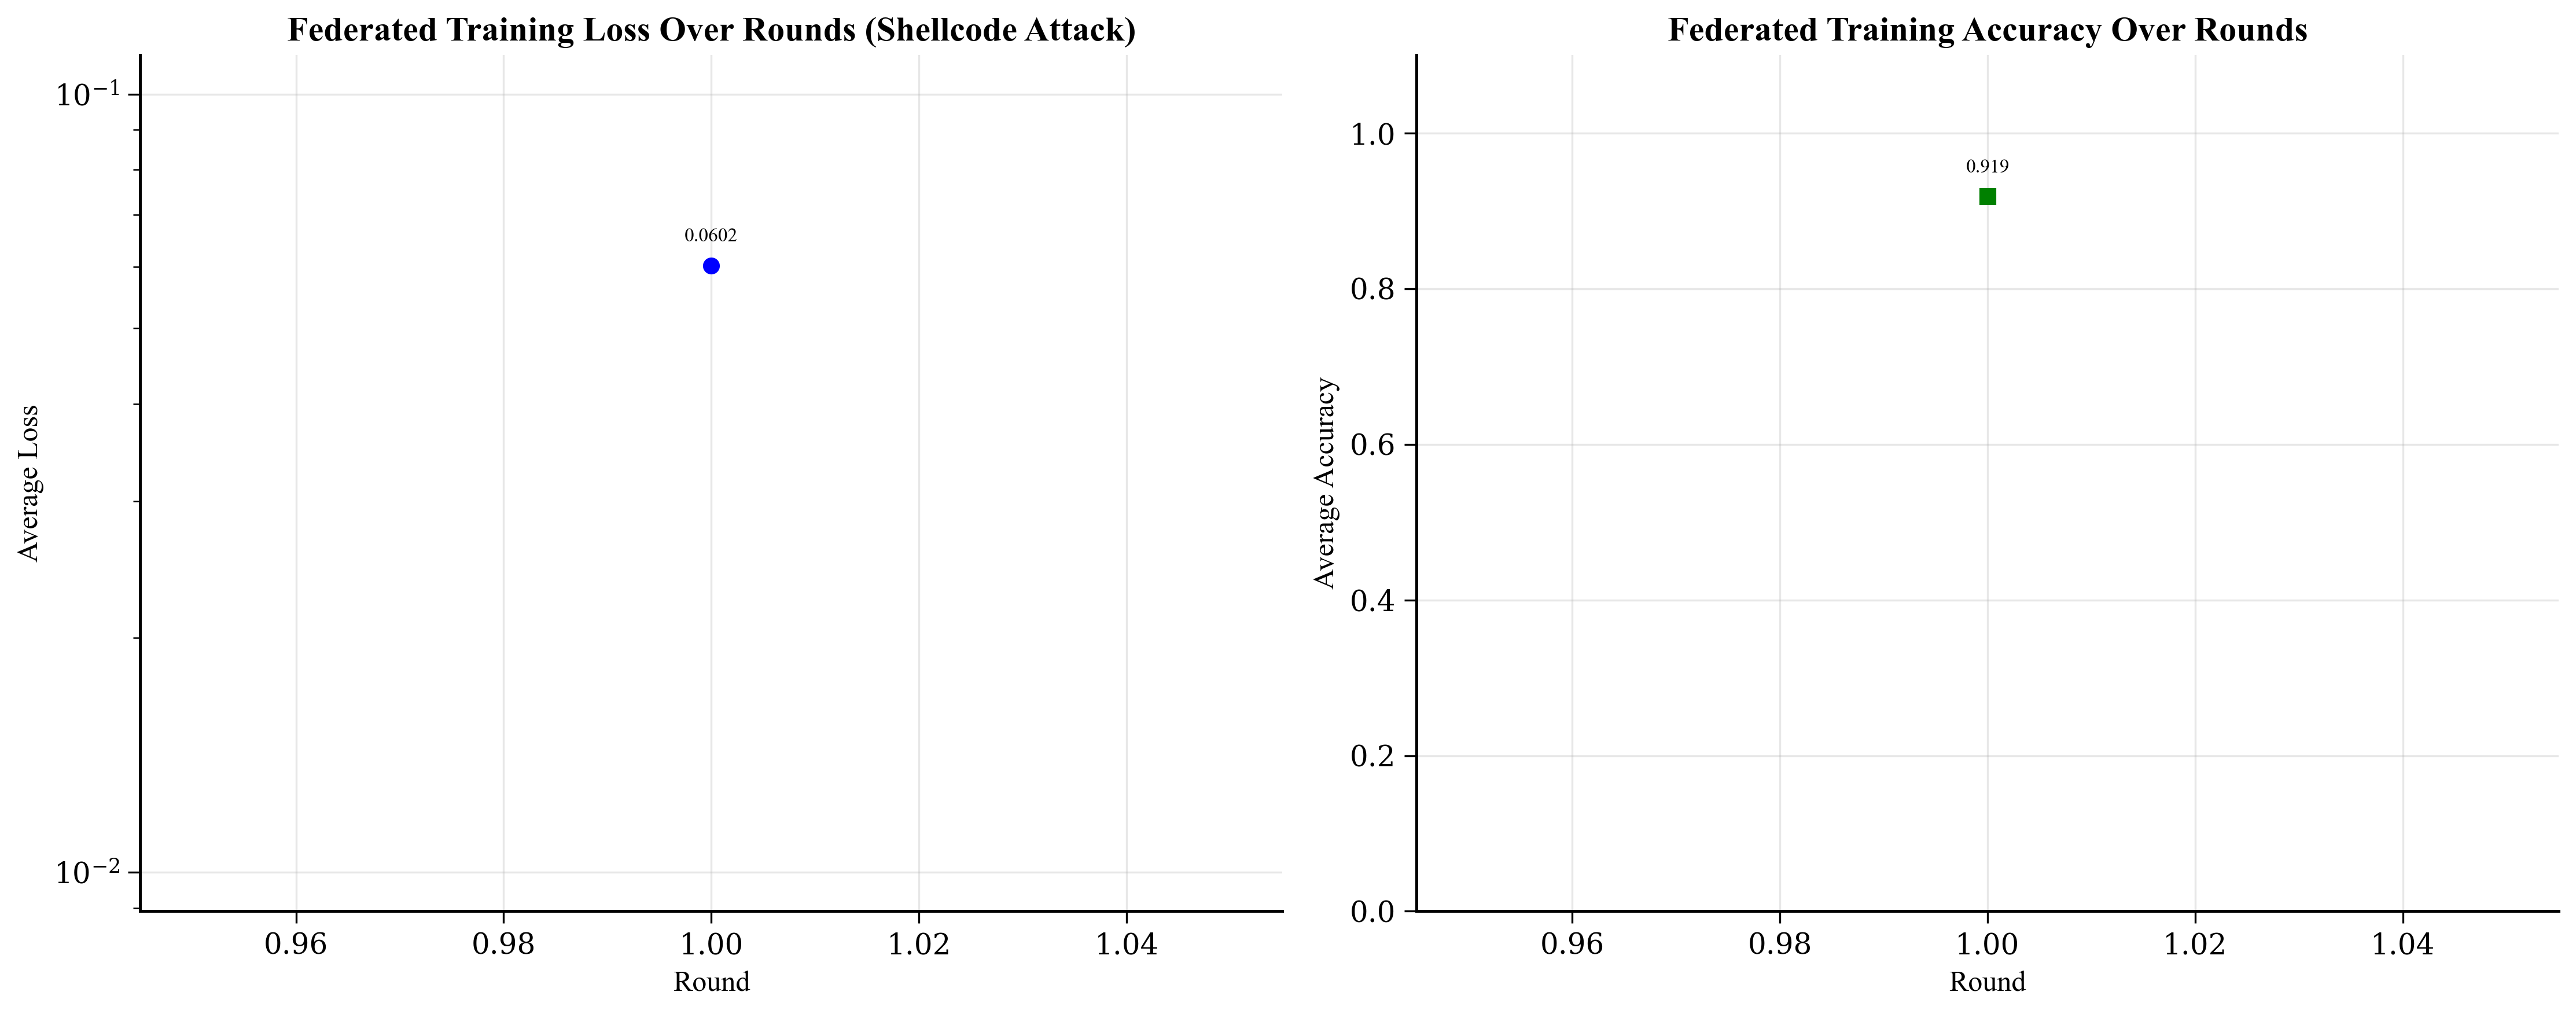 Federated Training Loss Over Rounds (Shellcode Attack)
10⁻¹
0.0602
Average Loss
10⁻²
0.96 0.98 1.00 1.02 1.04
Round
Federated Training Accuracy Over Rounds
1.0
0.919
0.8
0.6
Average Accuracy
0.4
0.2
0.0
0.96 0.98 1.00 1.02 1.04
Round